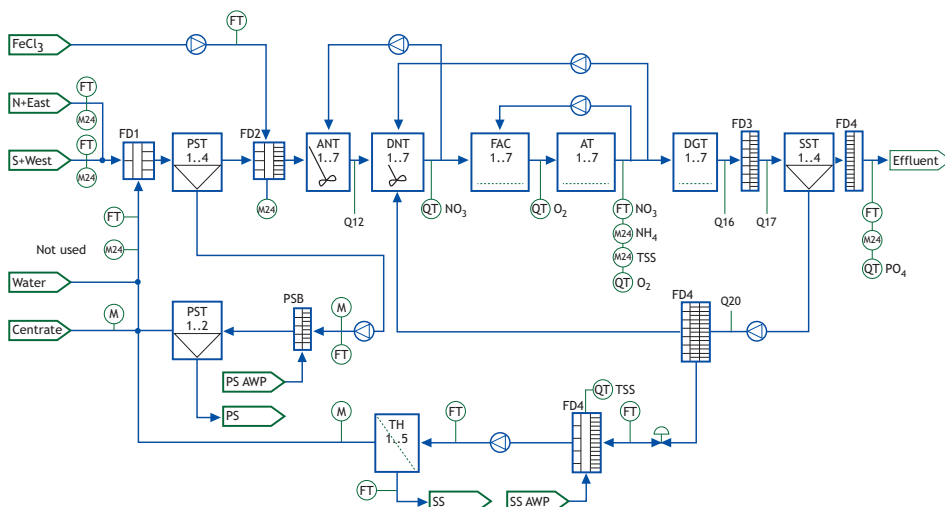 FeCl3
FT
N+East
FT
M24
S+West
FT
M24
FD1
PST
1..4
FD2
M24
ANT
1..7
Q12
DNT
1..7
QT NO3
FAC
1..7
QT O2
AT
1..7
FT NO3
M24 NH4
M24 TSS
QT O2
DGT
1..7
Q16
FD3
Q17
SST
1..4
FD4
Effluent
FT
M24
QT PO4
FT
Not used
M24
Water
Centrate
M
PST
1..2
PSB
M
FT
PS AWP
PS
FD4
Q20
M
TH
1..5
FT
FT
SS
SS AWP
FD4
QT TSS
FT